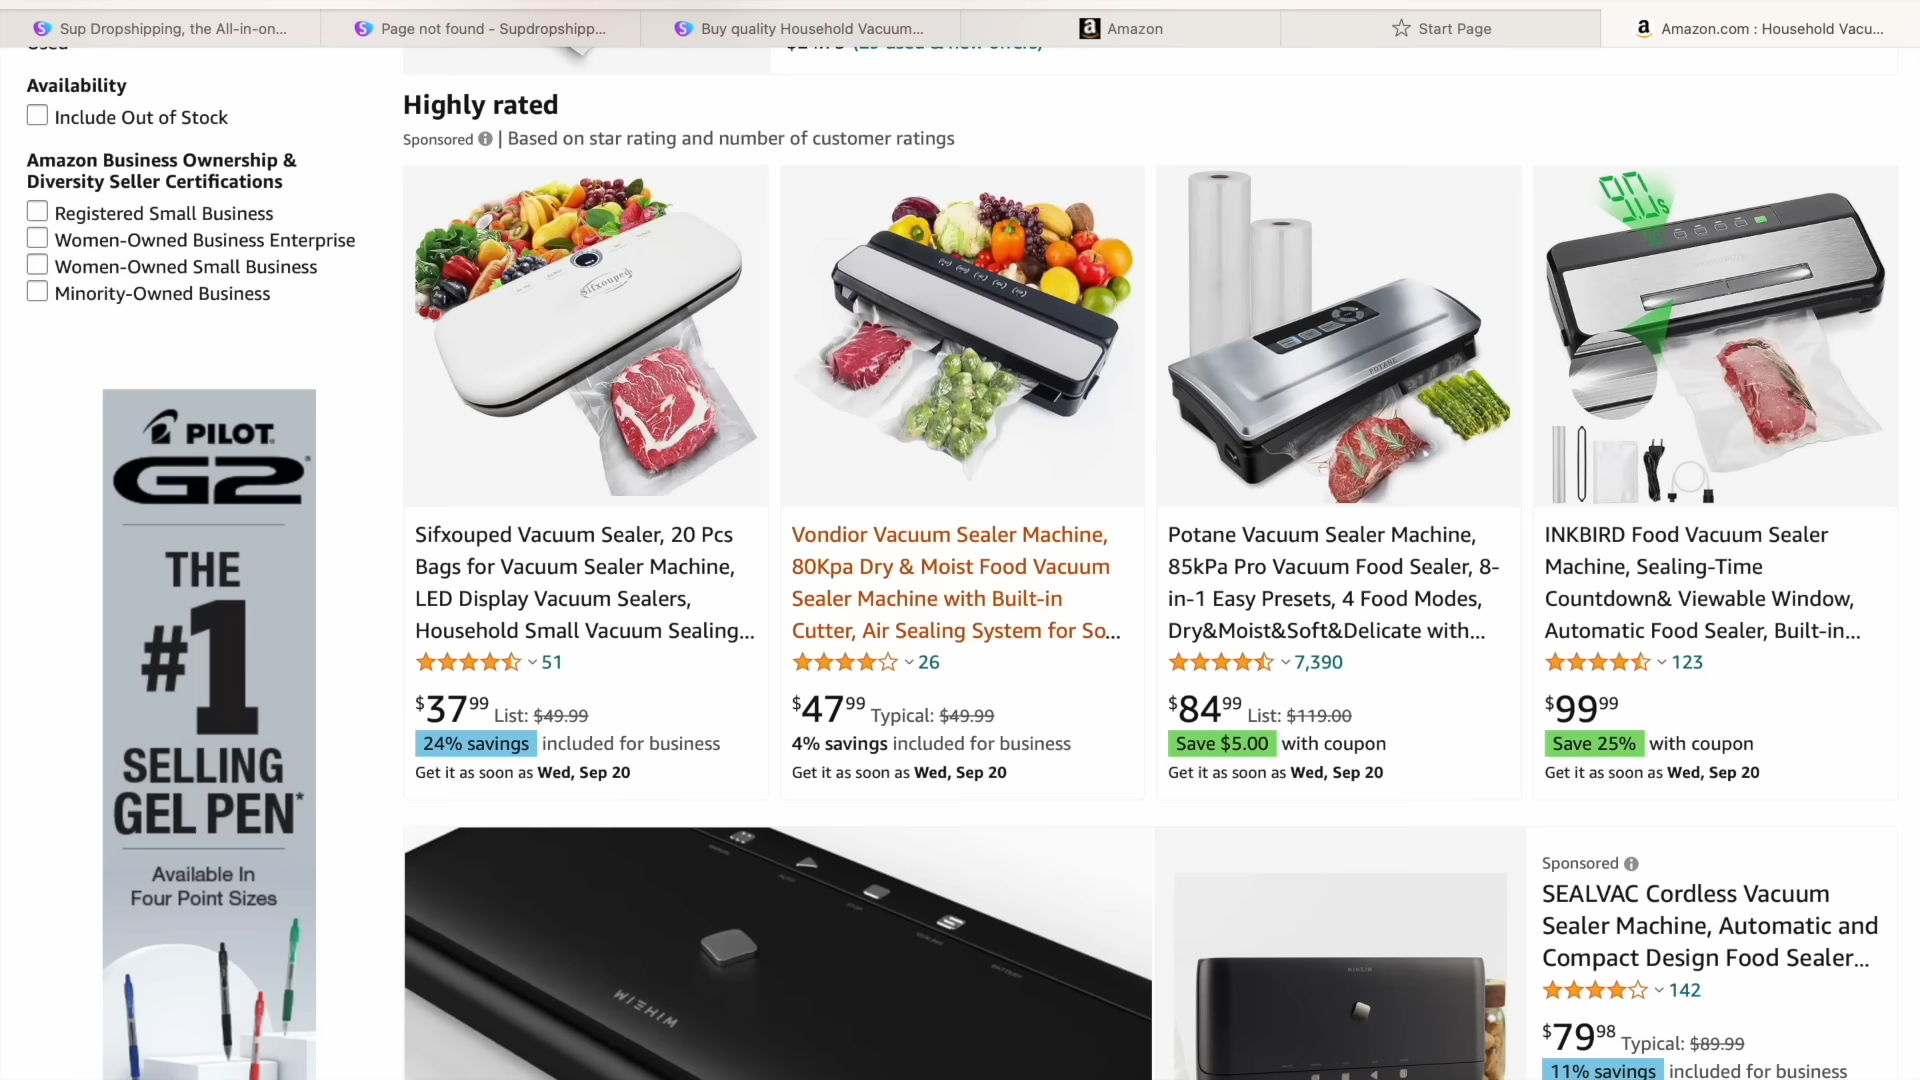 Sup Dropshipping, the All-in-on...
Page not found - Supdropshipp...
Buy quality Household Vacuum...
Amazon
Start Page
Amazon.com : Household Vacu...
Availability
Include Out of Stock
Amazon Business Ownership &
Diversity Seller Certifications
Registered Small Business
Women-Owned Business Enterprise
Women-Owned Small Business
Minority-Owned Business
PILOT
G2
THE
#1
SELLING
GEL PEN*
Available In
Four Point Sizes
Highly rated
Sponsored | Based on star rating and number of customer ratings
Sifxouped
Sifxouped Vacuum Sealer, 20 Pcs
Bags for Vacuum Sealer Machine,
LED Display Vacuum Sealers,
Household Small Vacuum Sealing...
51
$37.99 List: $49.99
24% savings included for business
Get it as soon as Wed, Sep 20
Vondior Vacuum Sealer Machine,
80Kpa Dry & Moist Food Vacuum
Sealer Machine with Built-in
Cutter, Air Sealing System for So...
26
$47.99 Typical: $49.99
4% savings included for business
Get it as soon as Wed, Sep 20
POTANE
Potane Vacuum Sealer Machine,
85kPa Pro Vacuum Food Sealer, 8-
in-1 Easy Presets, 4 Food Modes,
Dry&Moist&Soft&Delicate with...
7,390
$84.99 List: $119.00
Save $5.00 with coupon
Get it as soon as Wed, Sep 20
INKBIRD Food Vacuum Sealer
Machine, Sealing-Time
Countdown& Viewable Window,
Automatic Food Sealer, Built-in...
123
$99.99
Save 25% with coupon
Get it as soon as Wed, Sep 20
WIEHIM
Sponsored
SEALVAC Cordless Vacuum
Sealer Machine, Automatic and
Compact Design Food Sealer...
142
$79.98 Typical: $89.99
11% savings included for business